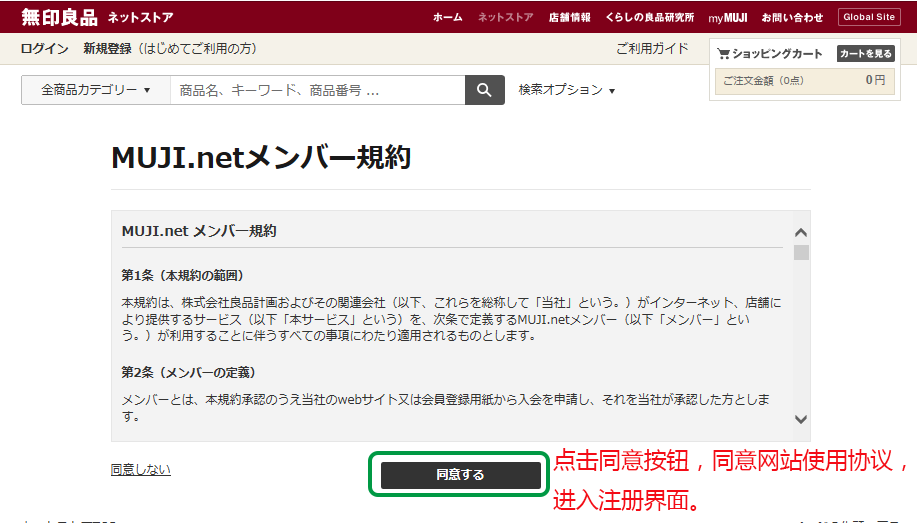 無印良品 ネットストア
ホーム ネットストア 店舗情報 くらしの良品研究所 myMUJI お問い合わせ Global Site
ログイン 新規登録（はじめてご利用の方） ご利用ガイド
ショッピングカート カートを見る
ご注文金額（0点） 0 円
全商品カテゴリー ▼ 商品名、キーワード、商品番号 ... 検索オプション ▼
MUJI.netメンバー規約
MUJI.net メンバー規約
第1条（本規約の範囲）
本規約は、株式会社良品計画およびその関連会社（以下、これらを総称して「当社」という。）がインターネット、店舗に
より提供するサービス（以下「本サービス」という）を、次条で定義するMUJI.netメンバー（以下「メンバー」とい
う。）が利用することに伴うすべての事項にわたり適用されるものとします。
第2条（メンバーの定義）
メンバーとは、本規約承認のうえ当社のwebサイト又は会員登録用紙から入会を申請し、それを当社が承認した方としま
す。
同意しない
同意する
点击同意按钮，同意网站使用协议，
进入注册界面。